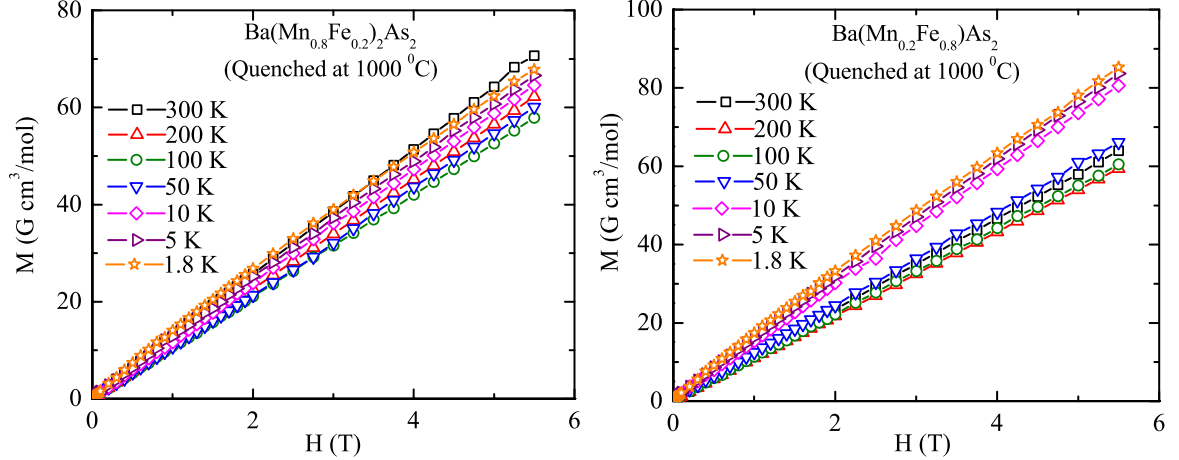 Ba(Mn0.8Fe0.2)2As2
(Quenched at 1000 0C)
300 K
200 K
100 K
50 K
10 K
5 K
1.8 K
M (G cm3/mol)
80
60
40
20
0
0 2 4 6
H (T)
Ba(Mn0.2Fe0.8)As2
(Quenched at 1000 0C)
300 K
200 K
100 K
50 K
10 K
5 K
1.8 K
M (G cm3/mol)
100
80
60
40
20
0
0 2 4 6
H (T)